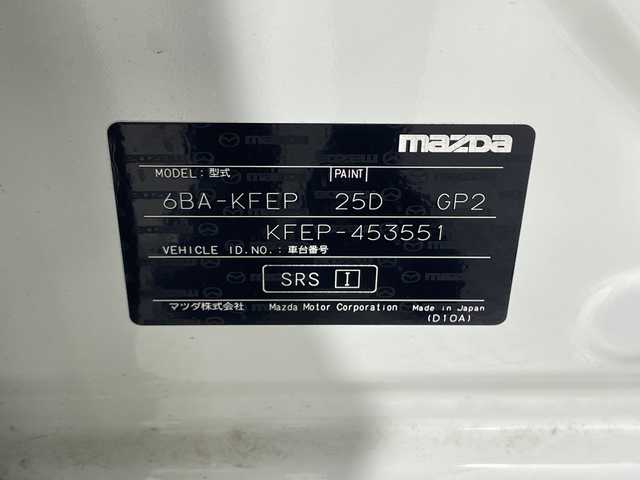 mazda
MODEL: 型式 PAINT
6BA-KFEP 25D GP2
KFEP-453551
VEHICLE ID.NO.: 車台番号
SRS I
マツダ株式会社 Mazda Motor Corporation Made in Japan
(D10A)